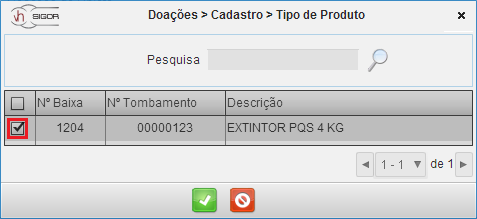 vh SIGOR
Doações > Cadastro > Tipo de Produto
Pesquisa
Nº Baixa Nº Tombamento Descrição
1204 00000123 EXTINTOR PQS 4 KG
1 - 1 de 1